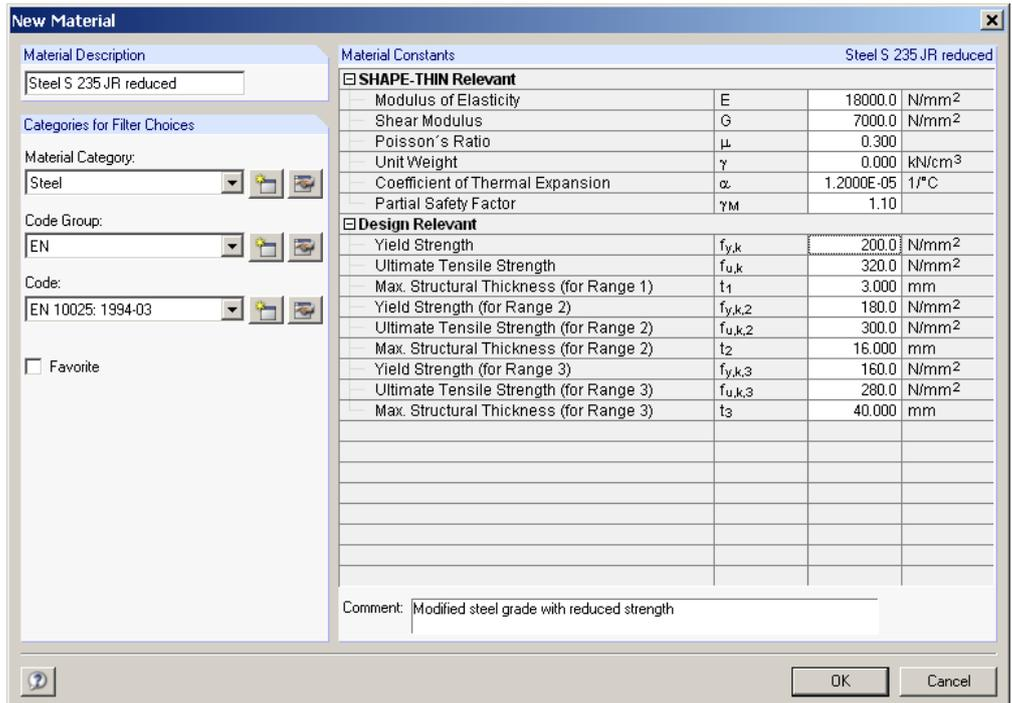 New Material
Material Description
Steel S 235 JR reduced
Categories for Filter Choices
Material Category:
Steel
Code Group:
EN
Code:
EN 10025: 1994-03
Favorite
Material Constants Steel S 235 JR reduced
SHAPE-THIN Relevant
Modulus of Elasticity E 18000.0 N/mm2
Shear Modulus G 7000.0 N/mm2
Poisson´s Ratio μ 0.300
Unit Weight γ 0.000 kN/cm3
Coefficient of Thermal Expansion α 1.2000E-05 1/°C
Partial Safety Factor γM 1.10
Design Relevant
Yield Strength fy,k 200.0 N/mm2
Ultimate Tensile Strength fu,k 320.0 N/mm2
Max. Structural Thickness (for Range 1) t1 3.000 mm
Yield Strength (for Range 2) fy,k,2 180.0 N/mm2
Ultimate Tensile Strength (for Range 2) fu,k,2 300.0 N/mm2
Max. Structural Thickness (for Range 2) t2 16.000 mm
Yield Strength (for Range 3) fy,k,3 160.0 N/mm2
Ultimate Tensile Strength (for Range 3) fu,k,3 280.0 N/mm2
Max. Structural Thickness (for Range 3) t3 40.000 mm
Comment: Modified steel grade with reduced strength
OK Cancel